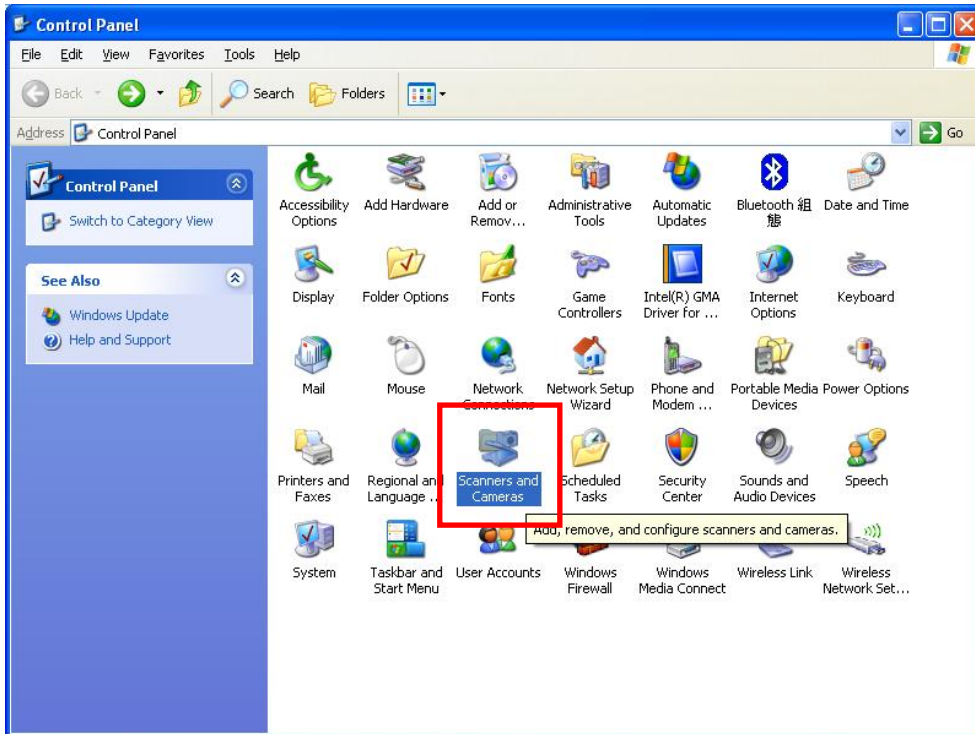 Control Panel
File Edit View Favorites Tools Help
Back Search Folders
Address Control Panel Go
Control Panel
Switch to Category View
See Also
Windows Update
Help and Support
Accessibility Options
Add Hardware
Add or Remov...
Administrative Tools
Automatic Updates
Bluetooth 組態
Date and Time
Display
Folder Options
Fonts
Game Controllers
Intel(R) GMA Driver for ...
Internet Options
Keyboard
Mail
Mouse
Network Connections
Network Setup Wizard
Phone and Modem ...
Portable Media Devices
Power Options
Printers and Faxes
Regional and Language ...
Scanners and Cameras
Scheduled Tasks
Security Center
Sounds and Audio Devices
Speech
Add, remove, and configure scanners and cameras.
System
Taskbar and Start Menu
User Accounts
Windows Firewall
Windows Media Connect
Wireless Link
Wireless Network Set...